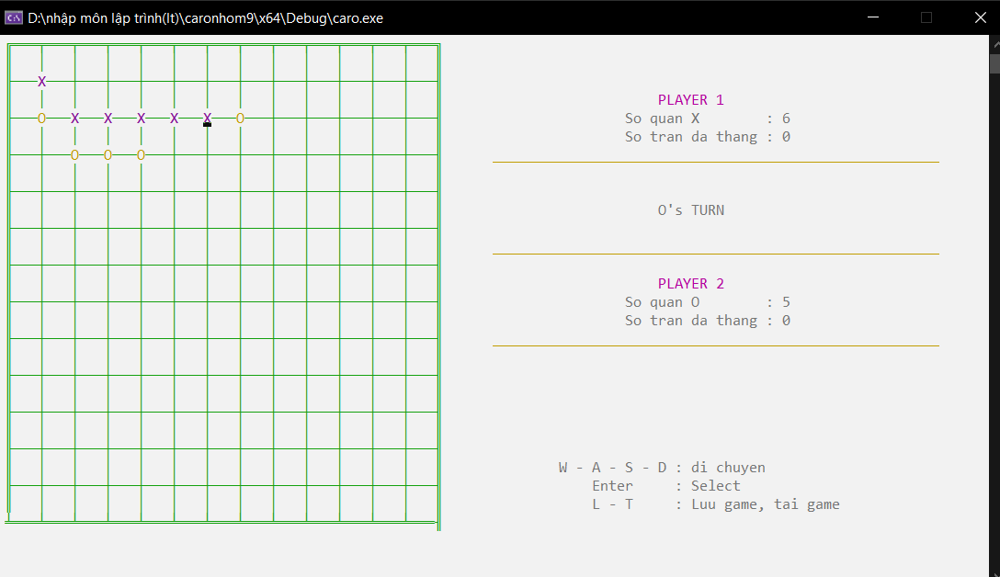 D:\nhập môn lập trình(lt)\caronhom9\x64\Debug\caro.exe
X
O X X X X X O
O O O
PLAYER 1
So quan X : 6
So tran da thang : 0
O's TURN
PLAYER 2
So quan O : 5
So tran da thang : 0
W - A - S - D : di chuyen
Enter : Select
L - T : Luu game, tai game